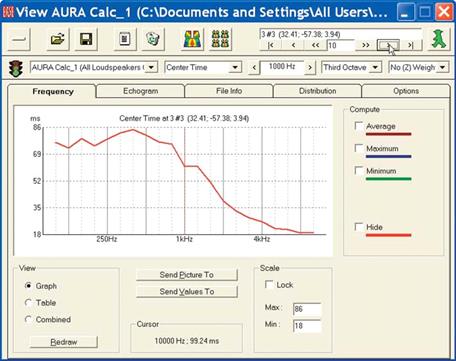 View AURA Calc_1 (C:\Documents and Settings\All Users\...
3 #3 (32.41; -57.38; 3.94)
|< < << 10 >> > >|
AURA Calc_1 (All Loudspeakers Center Time < 1000 Hz > Third Octave No (Z) Weigh
Frequency Echogram File Info Distribution Options
ms Center Time at 3 #3 (32.41; -57.38; 3.94)
86
69
52
35
18
250Hz 1kHz 4kHz
Compute
Average
Maximum
Minimum
Hide
View
Graph
Table
Combined
Redraw
Send Picture To
Send Values To
Cursor
10000 Hz ; 99.24 ms
Scale
Lock
Max : 86
Min : 18